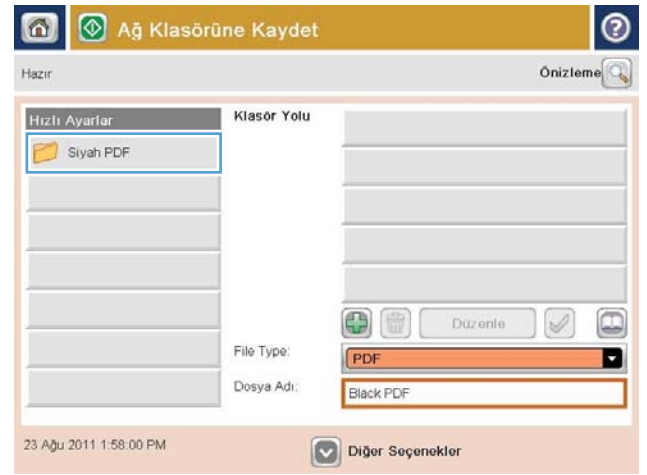 Ağ Klasörüne Kaydet
Hazır
Önizleme
Hızlı Ayarlar
Klasör Yolu
Siyah PDF
Düzenle
File Type:
PDF
Dosya Adı:
Black PDF
23 Ağu 2011 1:58:00 PM
Diğer Seçenekler